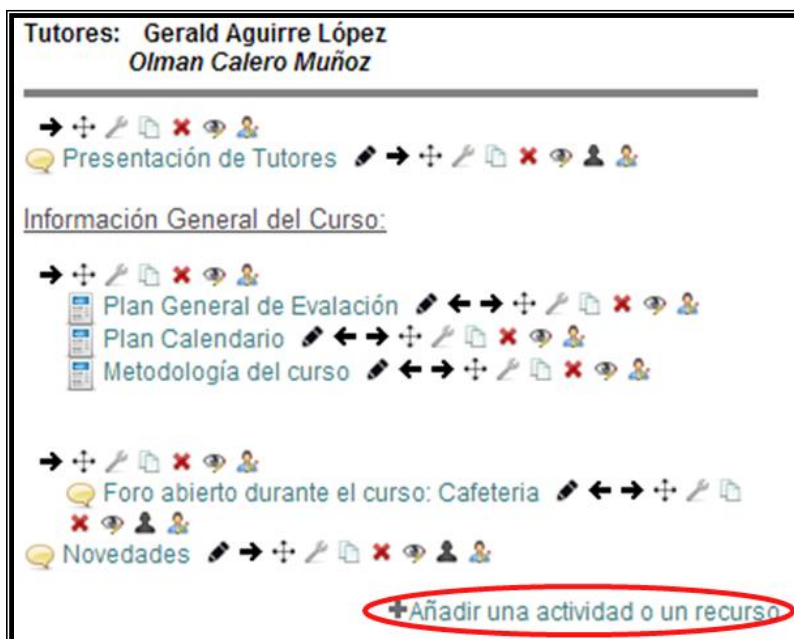 Tutores: Gerald Aguirre López
Olman Calero Muñoz
Presentación de Tutores
Información General del Curso:
Plan General de Evalación
Plan Calendario
Metodología del curso
Foro abierto durante el curso: Cafeteria
Novedades
+Añadir una actividad o un recurso